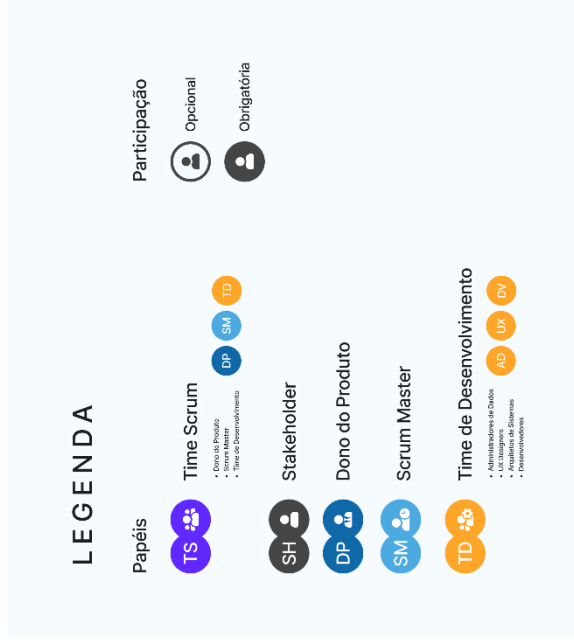 LEGENDA
Papéis
TS
Time Scrum
• Dono do Produto
• Scrum Master
• Time de Desenvolvimento
DP SM TD
SH
Stakeholder
DP
Dono do Produto
SM
Scrum Master
TD
Time de Desenvolvimento
• Administradores de Dados
• UX Designers
• Arquitetos de Sistemas
• Desenvolvedores
AD UX DV
Participação
Opcional
Obrigatória